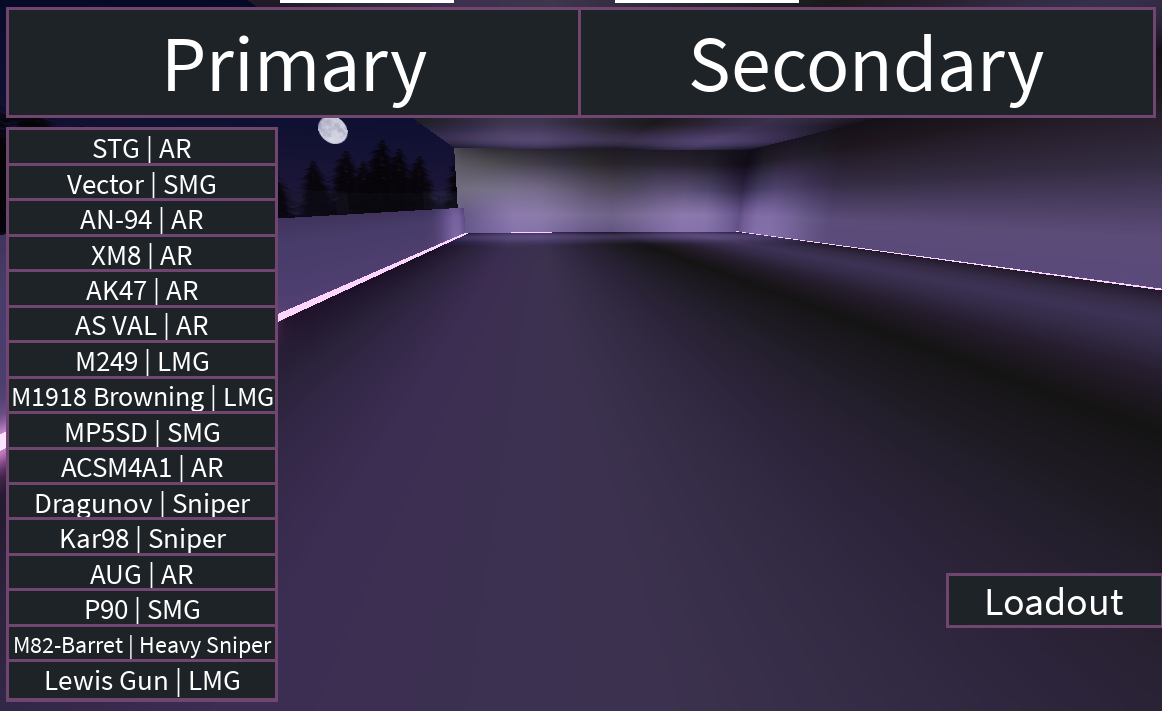 Primary
Secondary
STG | AR
Vector | SMG
AN-94 | AR
XM8 | AR
AK47 | AR
AS VAL | AR
M249 | LMG
M1918 Browning | LMG
MP5SD | SMG
ACSM4A1 | AR
Dragunov | Sniper
Kar98 | Sniper
AUG | AR
P90 | SMG
M82-Barret | Heavy Sniper
Lewis Gun | LMG
Loadout